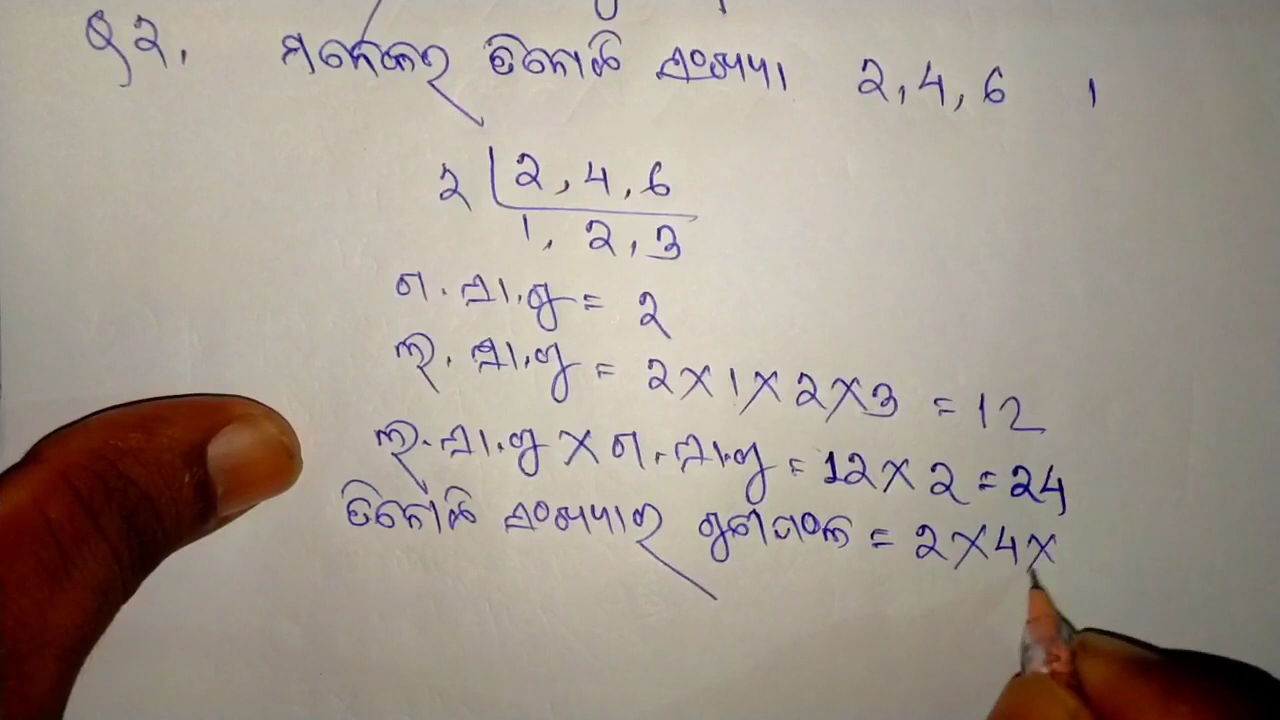 Q2. ମନେକର ତିନୋଟି ସଂଖ୍ୟା 2, 4, 6 ।
2 | 2, 4, 6
1, 2, 3
ଗ.ସା.ଗୁ = 2
ଲ.ସା.ଗୁ = 2 X 1 X 2 X 3 = 12
ଲ.ସା.ଗୁ X ଗ.ସା.ଗୁ = 12 X 2 = 24
ତିନୋଟି ସଂଖ୍ୟାର ଗୁଣଫଳ = 2 X 4 X